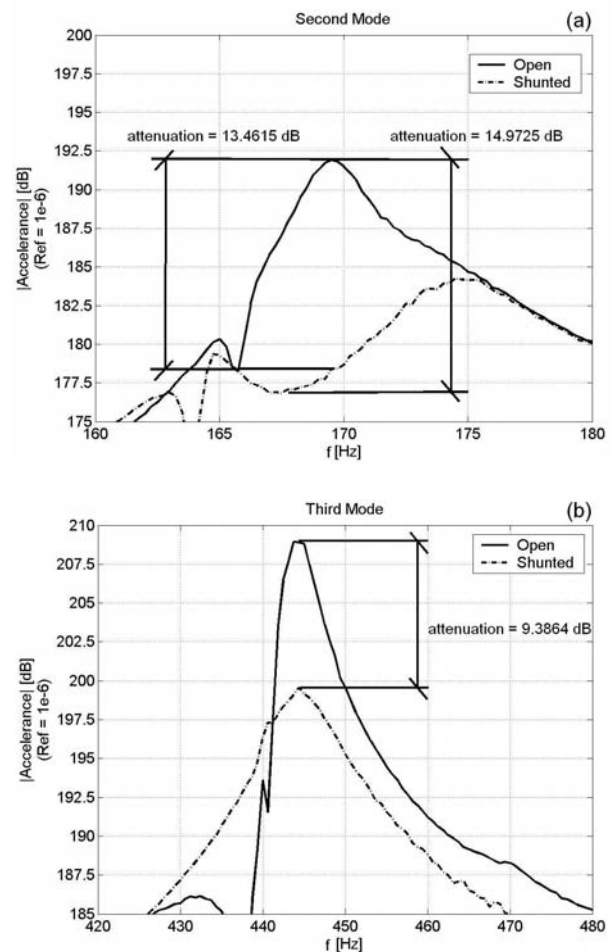 Second Mode
(a)
200
197.5
195
192.5
190
187.5
185
182.5
180
177.5
175
|Accelerance| [dB]
(Ref = 1e-6)
Open
Shunted
attenuation = 13.4615 dB
attenuation = 14.9725 dB
160
165
170
175
180
f [Hz]
Third Mode
(b)
210
207.5
205
202.5
200
197.5
195
192.5
190
187.5
185
|Accelerance| [dB]
(Ref = 1e-6)
Open
Shunted
attenuation = 9.3864 dB
420
430
440
450
460
470
480
f [Hz]